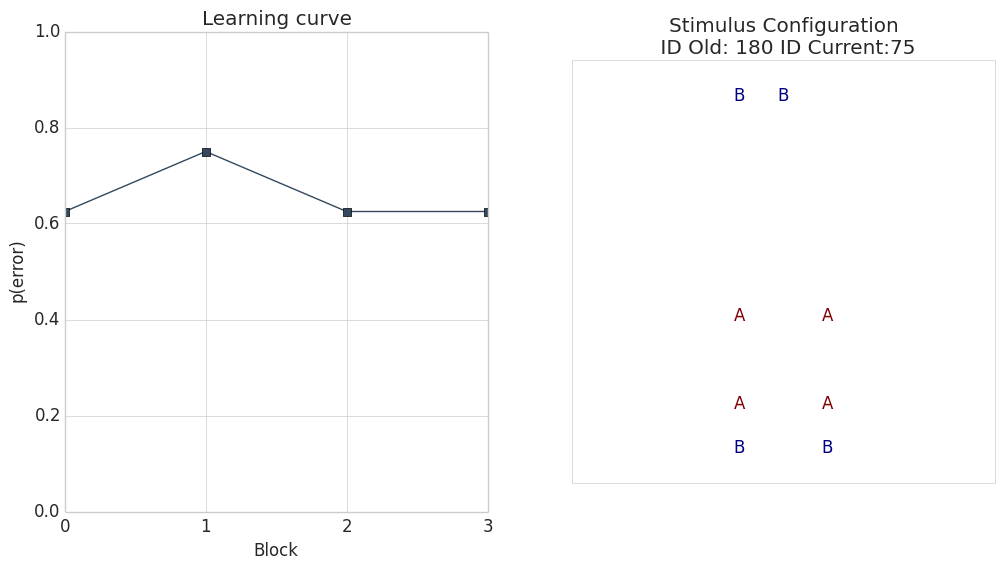 Learning curve
1.0
0.8
0.6
0.4
0.2
0.0
p(error)
0 1 2 3
Block
Stimulus Configuration
ID Old: 180 ID Current:75
B B
A A
A A
B B